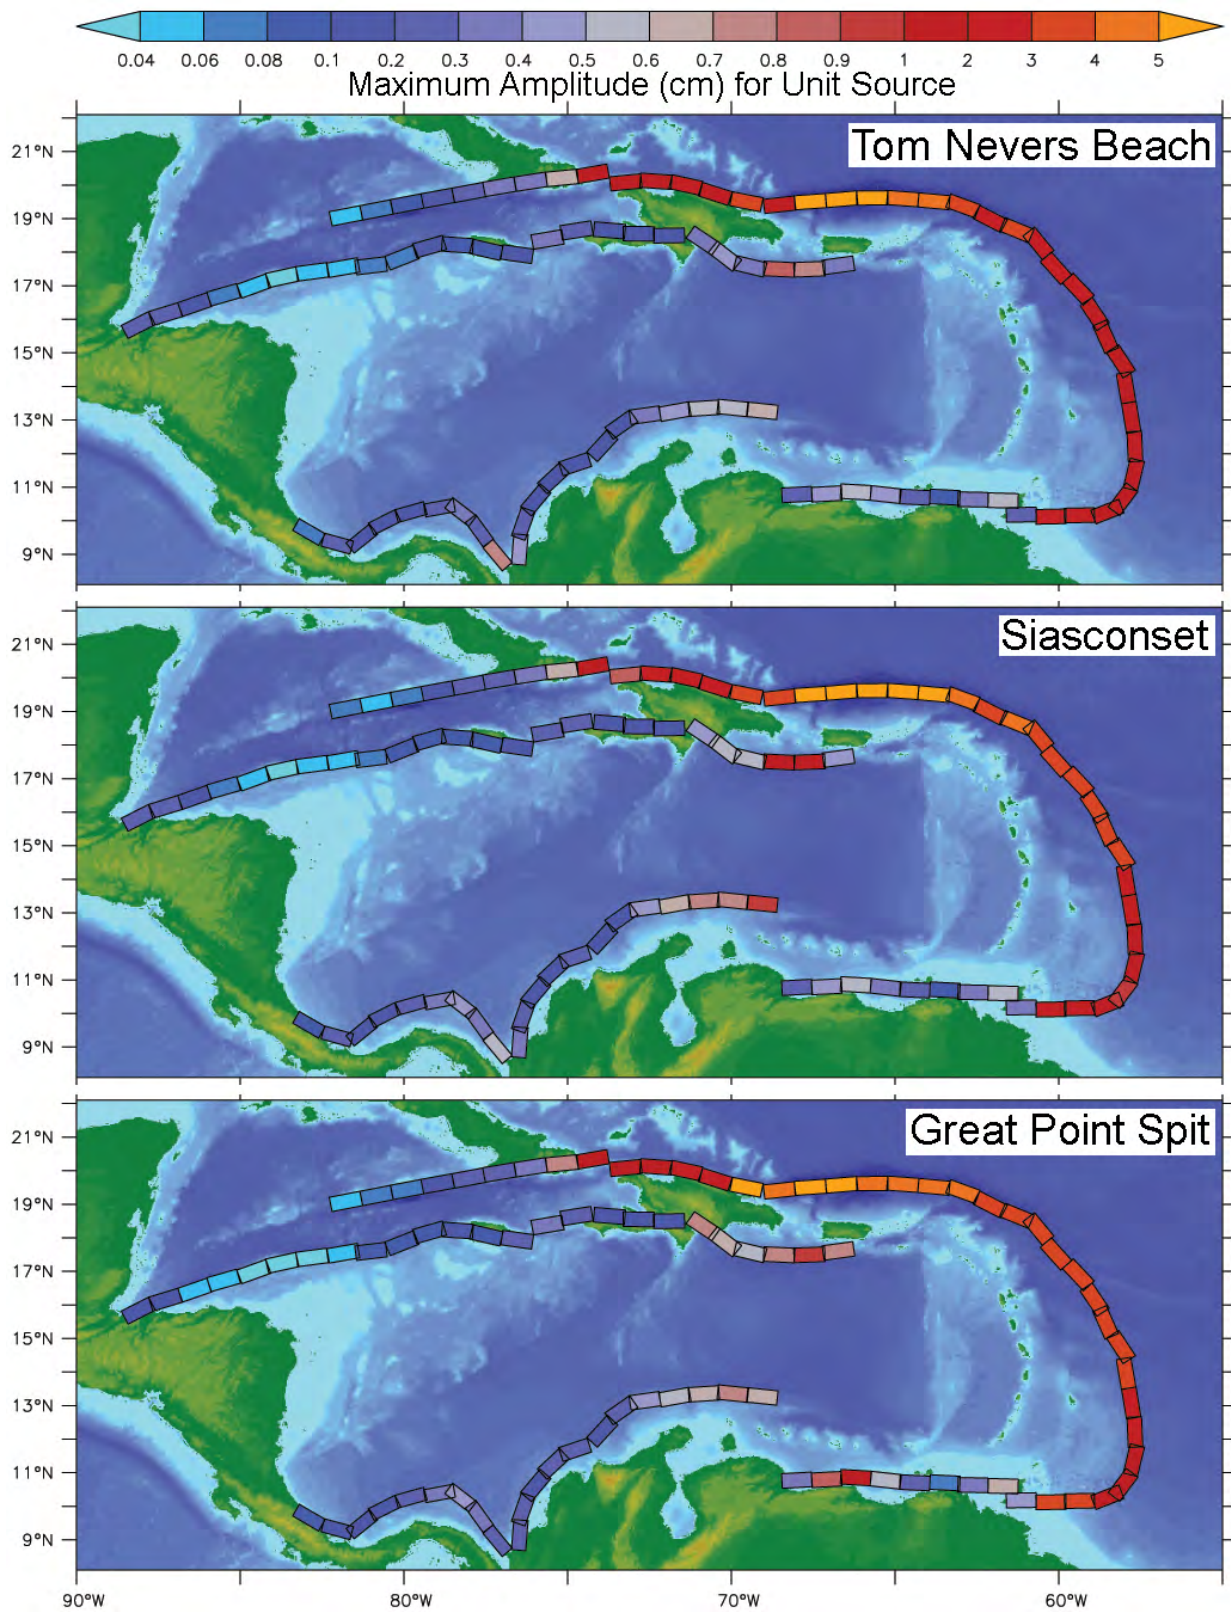 0.04 0.06 0.08 0.1 0.2 0.3 0.4 0.5 0.6 0.7 0.8 0.9 1 2 3 4 5
Maximum Amplitude (cm) for Unit Source
Tom Nevers Beach
21°N
19°N
17°N
15°N
13°N
11°N
9°N
Siasconset
21°N
19°N
17°N
15°N
13°N
11°N
9°N
Great Point Spit
21°N
19°N
17°N
15°N
13°N
11°N
9°N
90°W 80°W 70°W 60°W